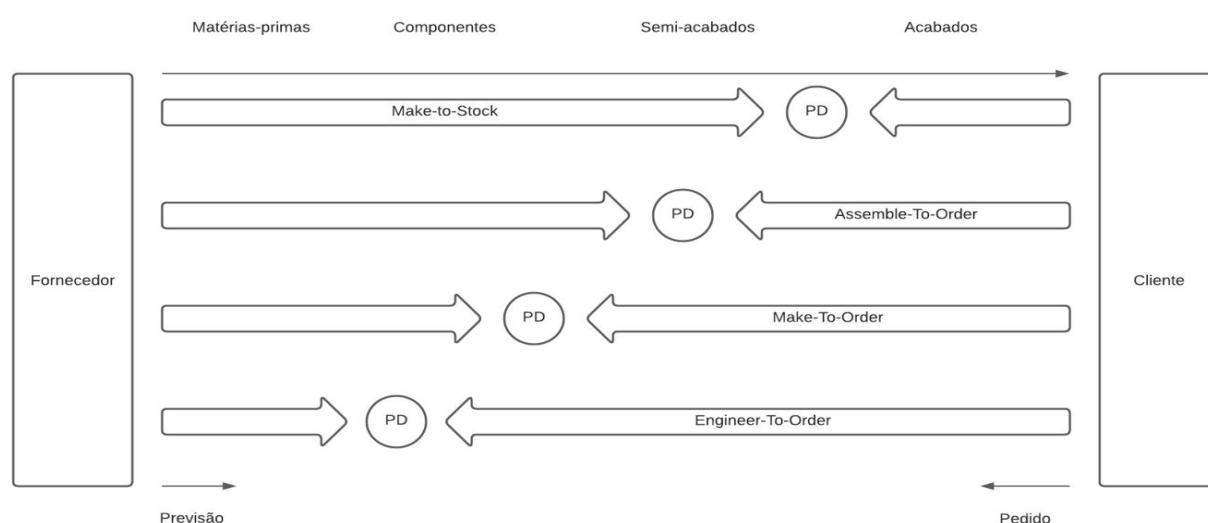 Matérias-primas
Componentes
Semi-acabados
Acabados
Make-to-Stock
PD
PD
Assemble-To-Order
Fornecedor
PD
Make-To-Order
Cliente
PD
Engineer-To-Order
Previsão
Pedido